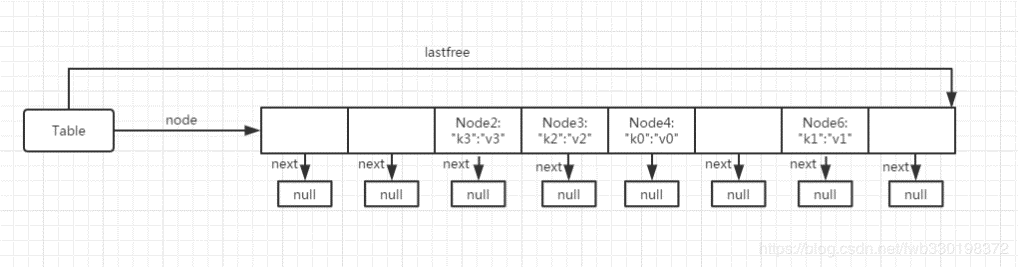 lastfree
Table
node
Node2:
"k3":"v3"
Node3:
"k2":"v2"
Node4:
"k0":"v0"
Node6:
"k1":"v1"
next
next
next
next
next
next
next
next
null
null
null
null
null
null
null
null
https://blog.csdn.net/fwb330198372